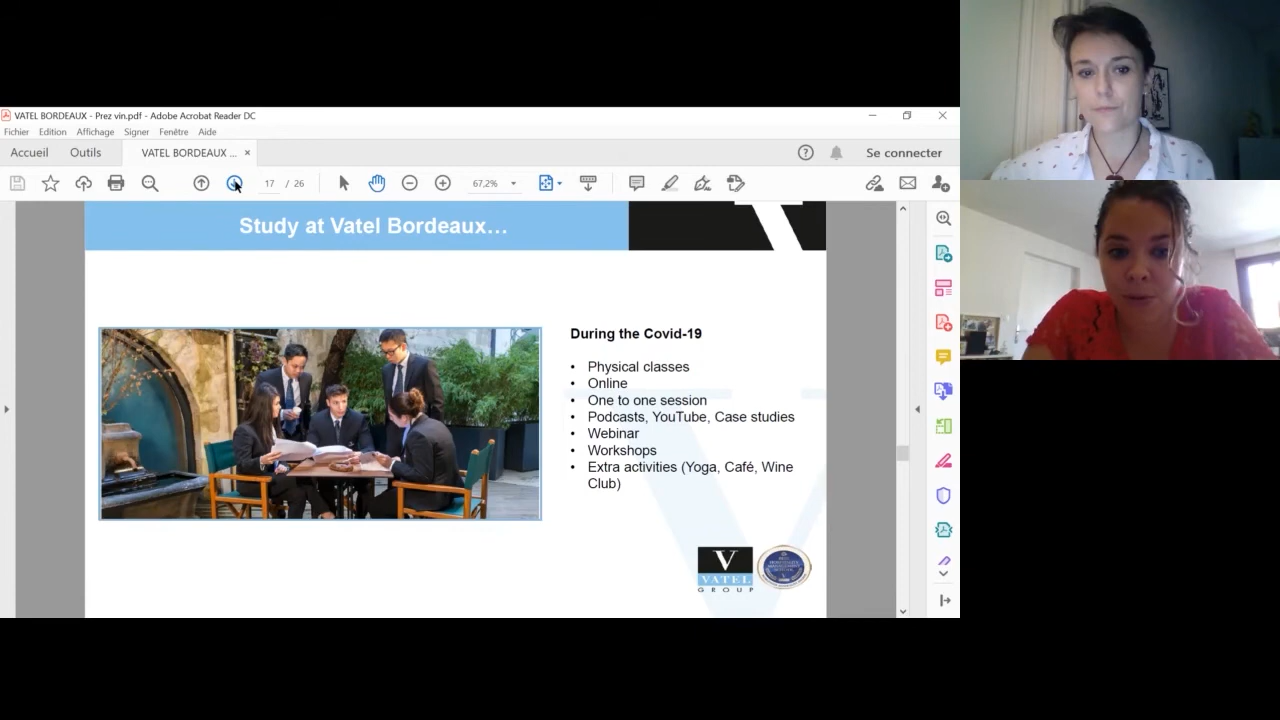 VATEL BORDEAUX - Prez vin.pdf - Adobe Acrobat Reader DC
Fichier Edition Affichage Signer Fenêtre Aide
Accueil Outils VATEL BORDEAUX ... × Se connecter
17 / 26 67,2%
Study at Vatel Bordeaux…
During the Covid-19
• Physical classes
• Online
• One to one session
• Podcasts, YouTube, Case studies
• Webinar
• Workshops
• Extra activities (Yoga, Café, Wine
Club)
V
VATEL
GROUP